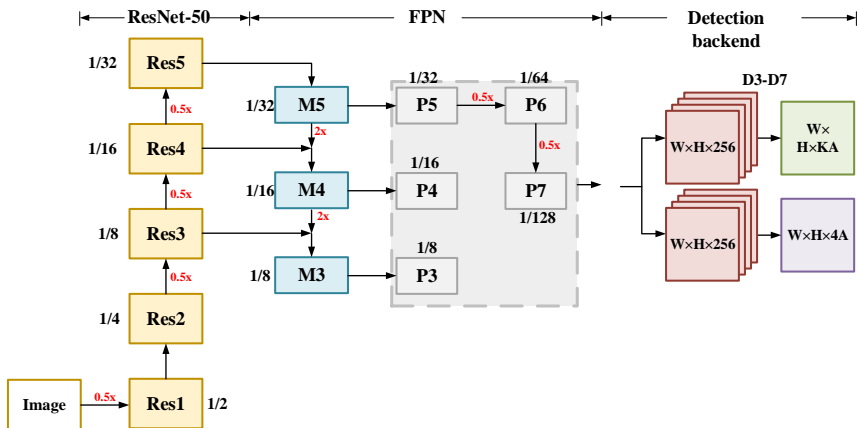 ResNet-50
FPN
Detection
backend
1/32
Res5
0.5x
1/16
Res4
0.5x
1/8
Res3
0.5x
1/4
Res2
Image
0.5x
Res1
1/2
1/32
M5
2x
1/16
M4
2x
1/8
M3
1/32
P5
0.5x
1/64
P6
0.5x
1/16
P4
P7
1/128
1/8
P3
D3-D7
W×H×256
W×
H×KA
W×H×256
W×H×4A